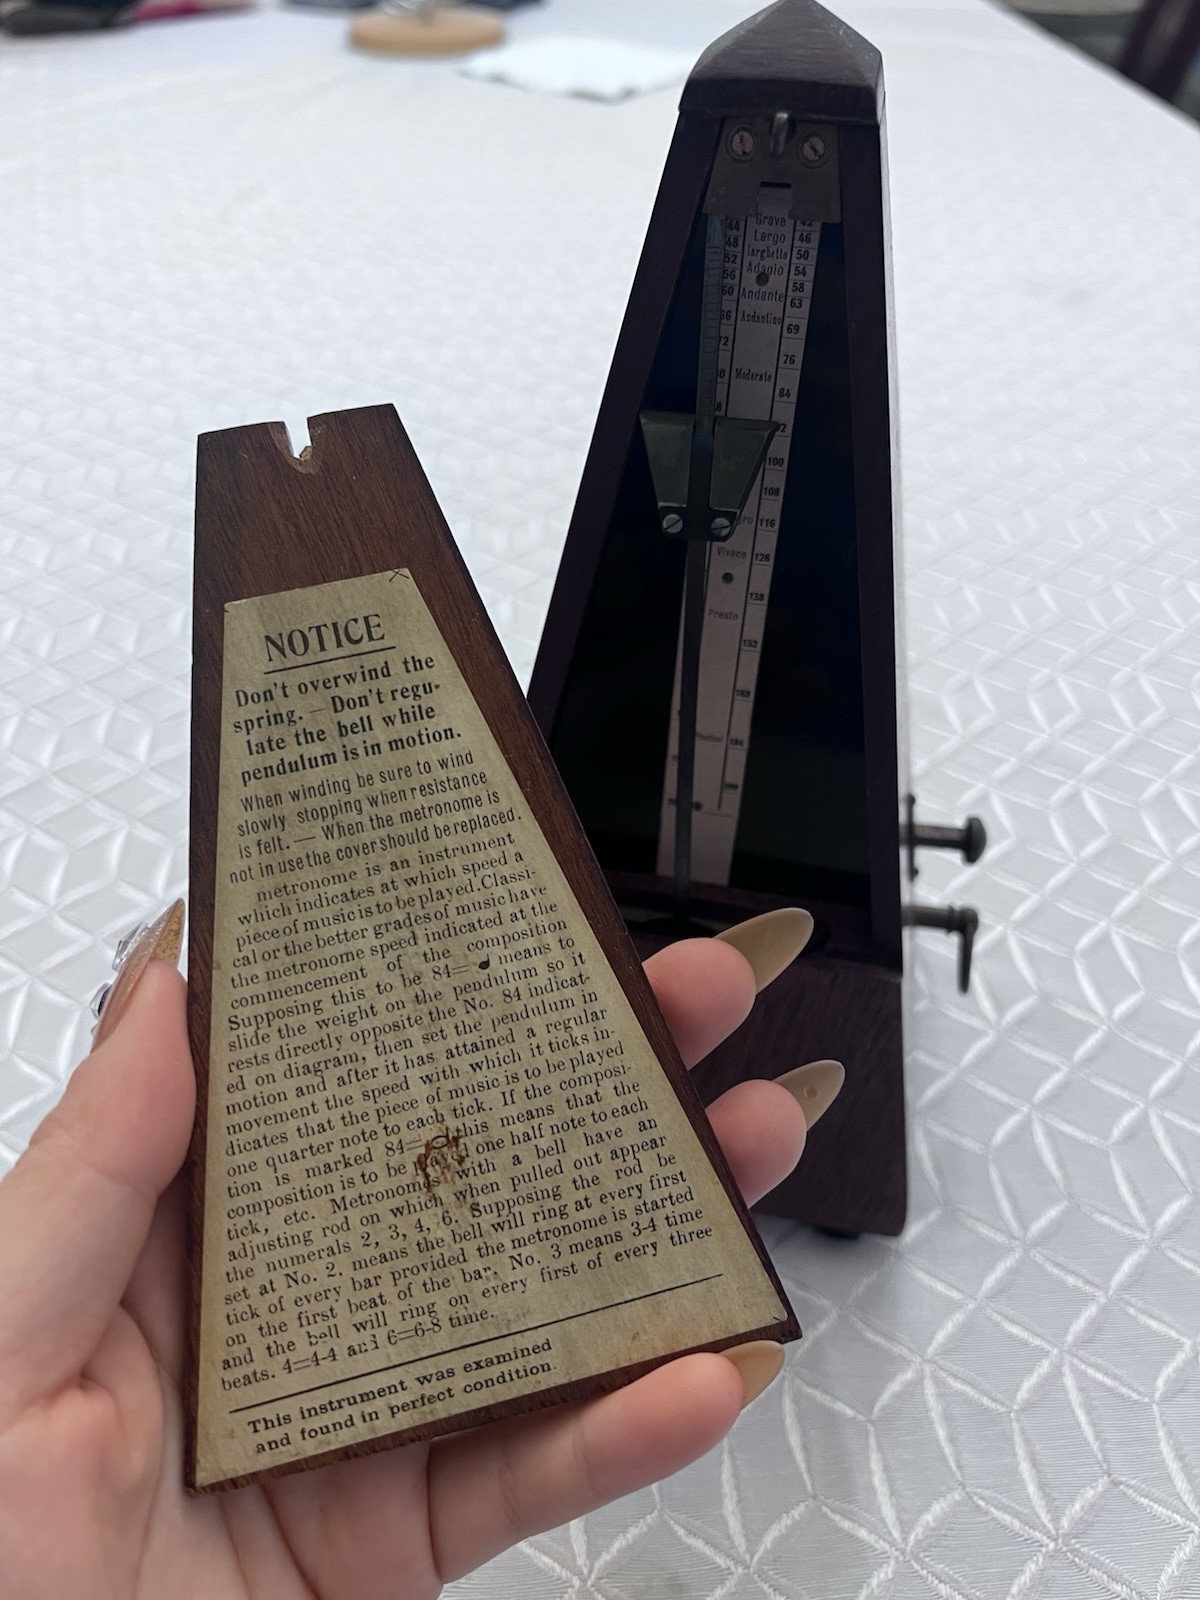 NOTICE
Don't overwind the
spring. — Don't regu-
late the bell while
pendulum is in motion.
When winding be sure to wind
slowly stopping when resistance
is felt. — When the metronome is
not in use the cover should be replaced.
metronome is an instrument
which indicates at which speed a
piece of music is to be played. Classi-
cal or the better grades of music have
the metronome speed indicated at the
commencement of the composition
Supposing this to be 84=♩ means to
slide the weight on the pendulum so it
rests directly opposite the No. 84 indicat-
ed on diagram, then set the pendulum in
motion and after it has attained a regular
movement the speed with which it ticks in-
dicates that the piece of music is to be played
one quarter note to each tick. If the composi-
tion is marked 84= this means that the
composition is to be played one half note to each
tick, etc. Metronomes with a bell have an
adjusting rod on which when pulled out appear
the numerals 2, 3, 4, 6. Supposing the rod be
set at No. 2. means the bell will ring at every first
tick of every bar provided the metronome is started
on the first beat of the bar. No. 3 means 3-4 time
and the bell will ring on every first of every three
beats. 4=4-4 and 6=6-8 time.
This instrument was examined
and found in perfect condition.
44 Grave 42
48 Largo 46
52 Larghetto 50
56 Adagio 54
60 Andante 58
63
66 Andantino 69
76
Moderato
84
100
108
116
Vivace 126
138
Presto
152